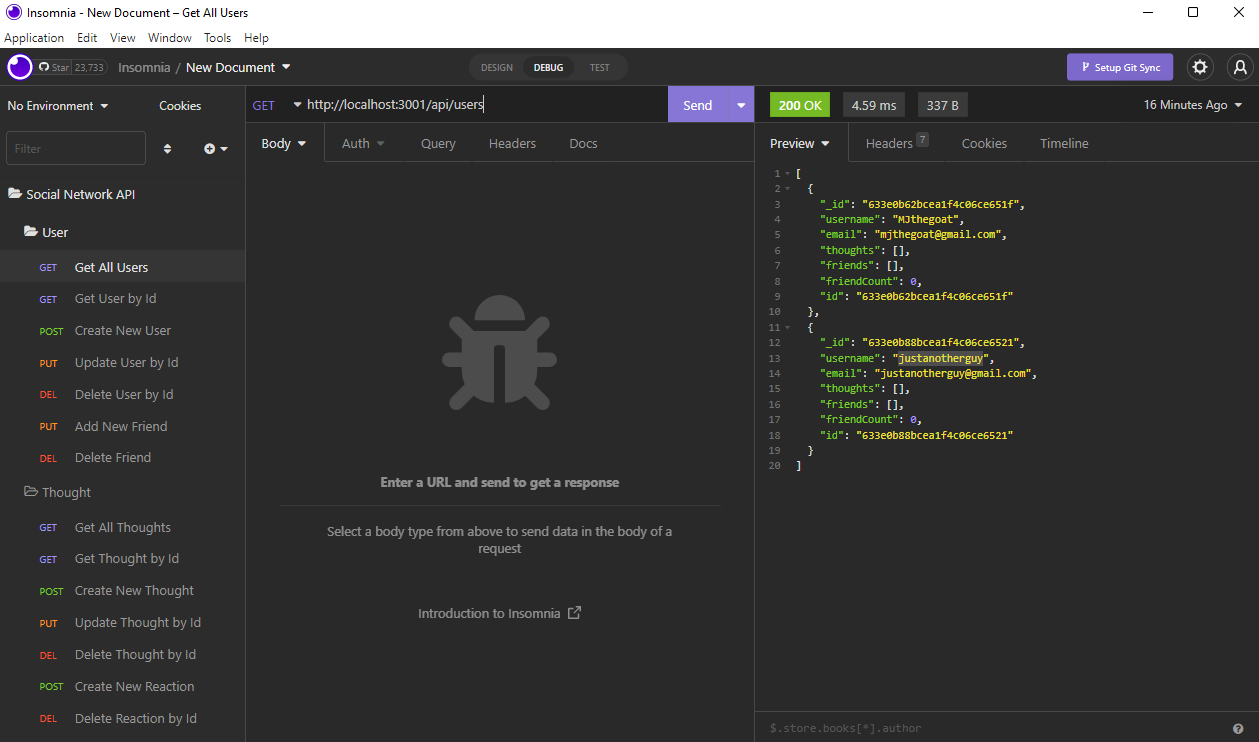 Insomnia - New Document – Get All Users
Application Edit View Window Tools Help
Star 23,733 Insomnia / New Document DESIGN DEBUG TEST Setup Git Sync
No Environment Cookies
Filter
Social Network API
User
GET Get All Users
GET Get User by Id
POST Create New User
PUT Update User by Id
DEL Delete User by Id
PUT Add New Friend
DEL Delete Friend
Thought
GET Get All Thoughts
GET Get Thought by Id
POST Create New Thought
PUT Update Thought by Id
DEL Delete Thought by Id
POST Create New Reaction
DEL Delete Reaction by Id
GET http://localhost:3001/api/users Send
Body Auth Query Headers Docs
Enter a URL and send to get a response
Select a body type from above to send data in the body of a
request
Introduction to Insomnia
200 OK 4.59 ms 337 B 16 Minutes Ago
Preview Headers 7 Cookies Timeline
1 [
2 {
3 "_id": "633e0b62bcea1f4c06ce651f",
4 "username": "MJthegoat",
5 "email": "mjthegoat@gmail.com",
6 "thoughts": [],
7 "friends": [],
8 "friendCount": 0,
9 "id": "633e0b62bcea1f4c06ce651f"
10 },
11 {
12 "_id": "633e0b88bcea1f4c06ce6521",
13 "username": "justanotherguy",
14 "email": "justanotherguy@gmail.com",
15 "thoughts": [],
16 "friends": [],
17 "friendCount": 0,
18 "id": "633e0b88bcea1f4c06ce6521"
19 }
20 ]
$.store.books[*].author